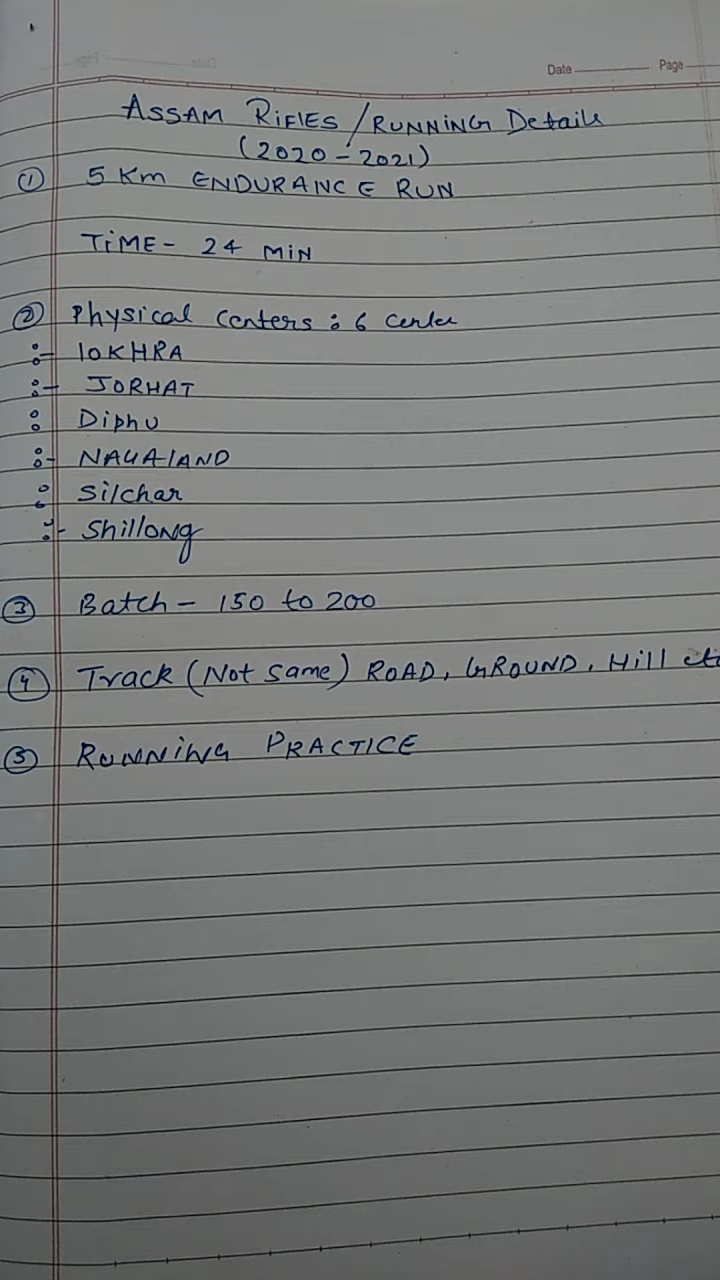 Date Page
ASSAM RIFlES / RUNNING Details
(2020-2021)
① 5 Km ENDURANCE RUN
TiME- 24 MiN
② Physical Centers : 6 Center
:- lOKHRA
:- JORHAT
: Diphu
:- NAGAlAND
: Silchar
:- Shillong
③ Batch - 150 to 200
④ Track (Not Same) ROAD, GROUND, Hill etc
⑤ RUNNiNG PRACTICE